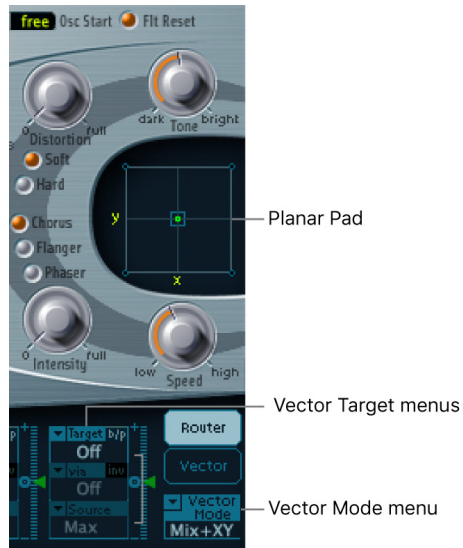 free Osc Start Flt Reset
0 full dark bright
Distortion Tone
Soft
Hard
y
Planar Pad
Chorus
Flanger
x
Phaser
0 full low high
Intensity Speed
Vector Target menus
Target b/p
Off
via inv
Off
Source
Max
Router
Vector
Vector
Mode
Mix+XY
Vector Mode menu